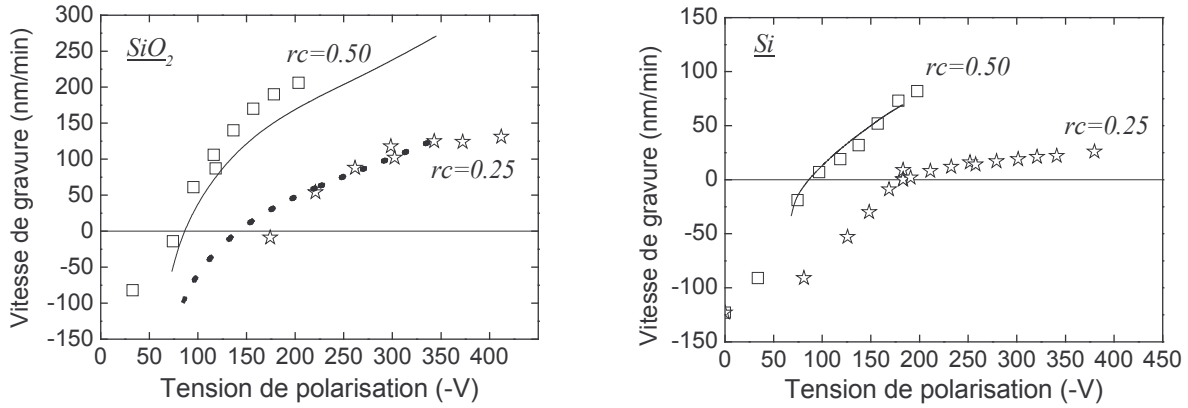 300
250
200
150
100
50
0
-50
-100
-150
Vitesse de gravure (nm/min)
SiO2
rc=0.50
rc=0.25
0 50 100 150 200 250 300 350 400
Tension de polarisation (-V)
150
100
50
0
-50
-100
-150
Vitesse de gravure (nm/min)
Si
rc=0.50
rc=0.25
0 50 100 150 200 250 300 350 400 450
Tension de polarisation (-V)